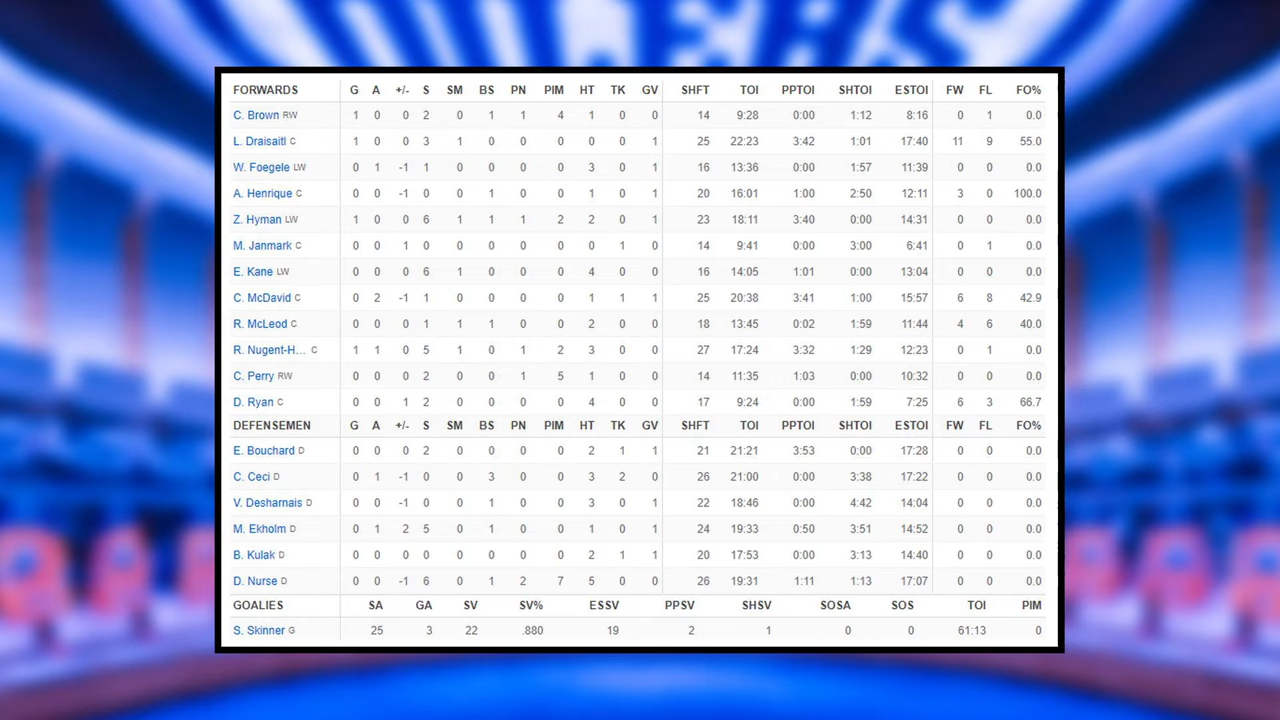 OILERS
FORWARDS G A +/- S SM BS PN PIM HT TK GV SHFT TOI PPTOI SHTOI ESTOI FW FL FO%
C. Brown RW 1 0 0 2 0 1 1 4 1 0 0 14 9:28 0:00 1:12 8:16 0 1 0.0
L. Draisaitl C 1 0 0 3 1 0 0 0 0 0 1 25 22:23 3:42 1:01 17:40 11 9 55.0
W. Foegele LW 0 1 -1 1 0 0 0 0 3 0 1 16 13:36 0:00 1:57 11:39 0 0 0.0
A. Henrique C 0 0 -1 0 0 1 0 0 1 0 1 20 16:01 1:00 2:50 12:11 3 0 100.0
Z. Hyman LW 1 0 0 6 1 1 1 2 2 0 1 23 18:11 3:40 0:00 14:31 0 0 0.0
M. Janmark C 0 0 1 0 0 0 0 0 0 1 0 14 9:41 0:00 3:00 6:41 0 1 0.0
E. Kane LW 0 0 0 6 1 0 0 0 4 0 0 16 14:05 1:01 0:00 13:04 0 0 0.0
C. McDavid C 0 2 -1 1 0 0 0 0 1 1 1 25 20:38 3:41 1:00 15:57 6 8 42.9
R. McLeod C 0 0 0 1 1 1 0 0 2 0 0 18 13:45 0:02 1:59 11:44 4 6 40.0
R. Nugent-H... C 1 1 0 5 1 0 1 2 3 0 0 27 17:24 3:32 1:29 12:23 0 1 0.0
C. Perry RW 0 0 0 2 0 0 1 5 1 0 0 14 11:35 1:03 0:00 10:32 0 0 0.0
D. Ryan C 0 0 1 2 0 0 0 0 4 0 0 17 9:24 0:00 1:59 7:25 6 3 66.7
DEFENSEMEN G A +/- S SM BS PN PIM HT TK GV SHFT TOI PPTOI SHTOI ESTOI FW FL FO%
E. Bouchard D 0 0 0 2 0 0 0 0 2 1 1 21 21:21 3:53 0:00 17:28 0 0 0.0
C. Ceci D 0 1 -1 0 0 3 0 0 3 2 0 26 21:00 0:00 3:38 17:22 0 0 0.0
V. Desharnais D 0 0 -1 0 0 1 0 0 3 0 1 22 18:46 0:00 4:42 14:04 0 0 0.0
M. Ekholm D 0 1 2 5 0 1 0 0 1 0 0 24 19:33 0:50 3:51 14:52 0 0 0.0
B. Kulak D 0 0 0 0 0 0 0 0 2 1 1 20 17:53 0:00 3:13 14:40 0 0 0.0
D. Nurse D 0 0 -1 6 0 1 2 7 5 0 0 26 19:31 1:11 1:13 17:07 0 0 0.0
GOALIES SA GA SV SV% ESSV PPSV SHSV SOSA SOS TOI PIM
S. Skinner G 25 3 22 .880 19 2 1 0 0 61:13 0